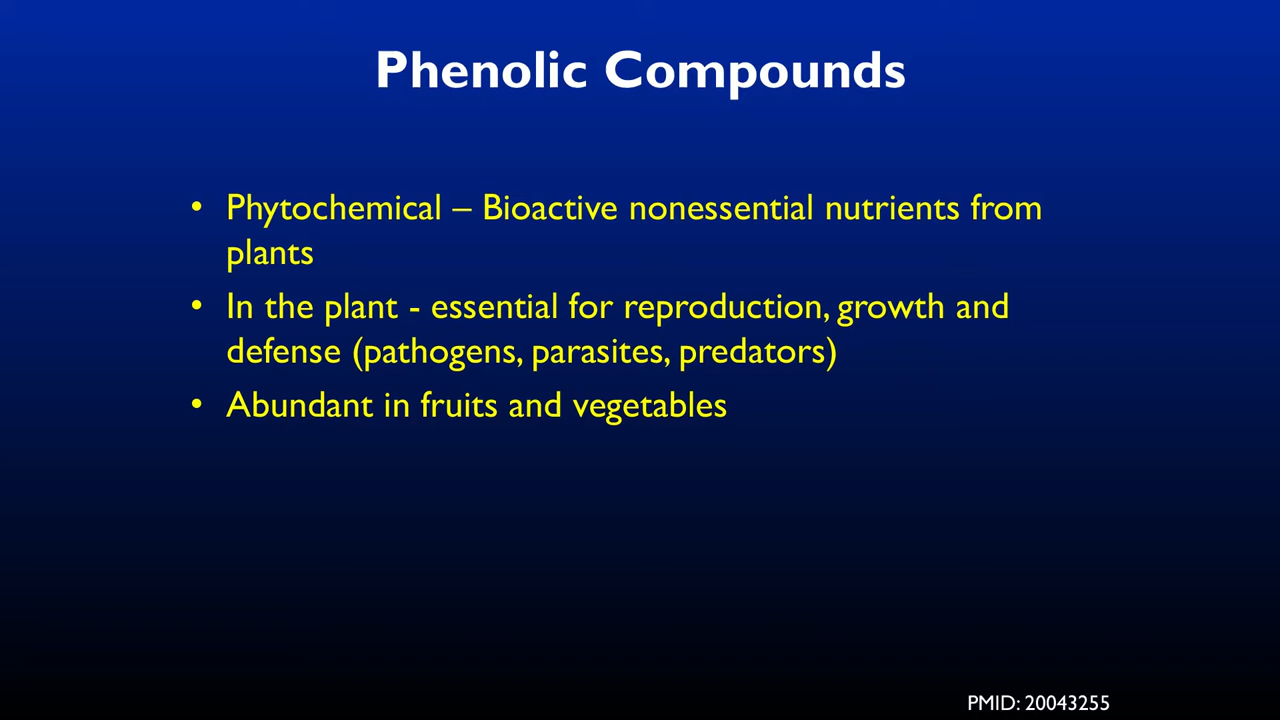 Phenolic Compounds
• Phytochemical – Bioactive nonessential nutrients from
plants
• In the plant - essential for reproduction, growth and
defense (pathogens, parasites, predators)
• Abundant in fruits and vegetables
PMID: 20043255